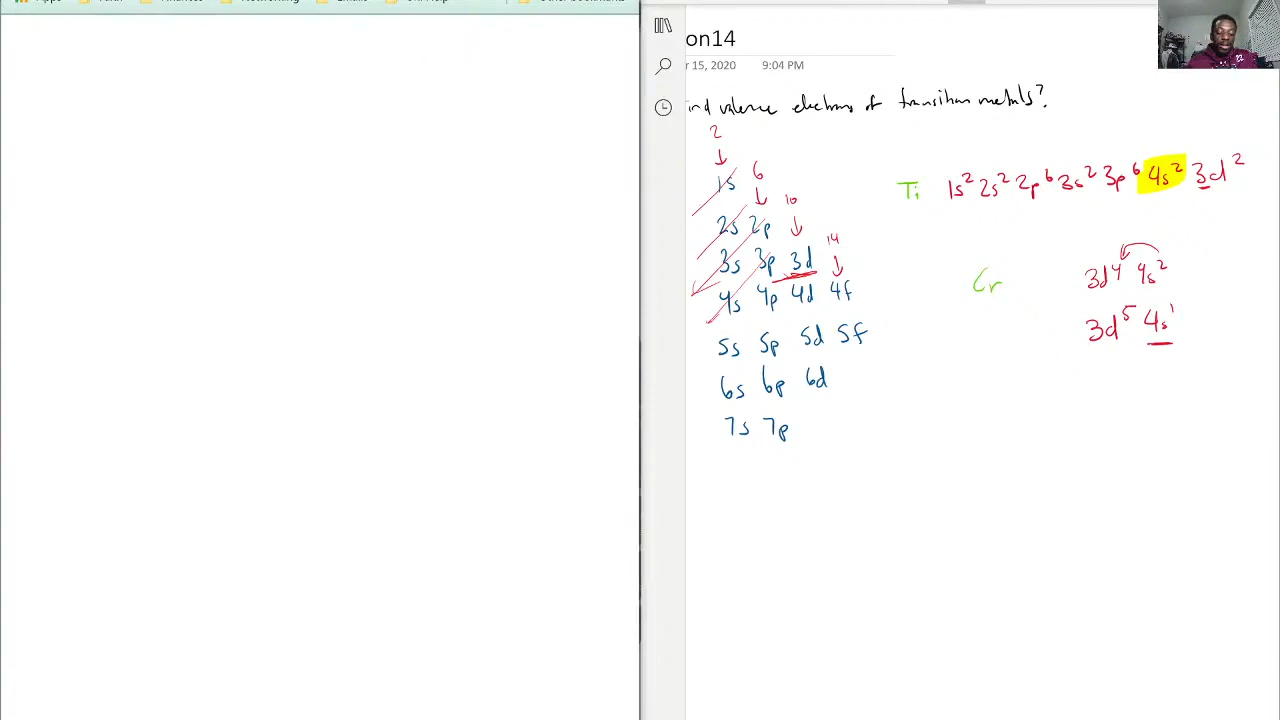 on14
r 15, 2020 9:04 PM
ind valence electrons of transition metals?
2
6
10
14
1s
2s 2p
3s 3p 3d
4s 4p 4d 4f
5s 5p 5d 5f
6s 6p 6d
7s 7p
Ti 1s² 2s² 2p⁶ 3s² 3p⁶ 4s² 3d²
Cr 3d⁴ 4s²
3d⁵ 4s¹